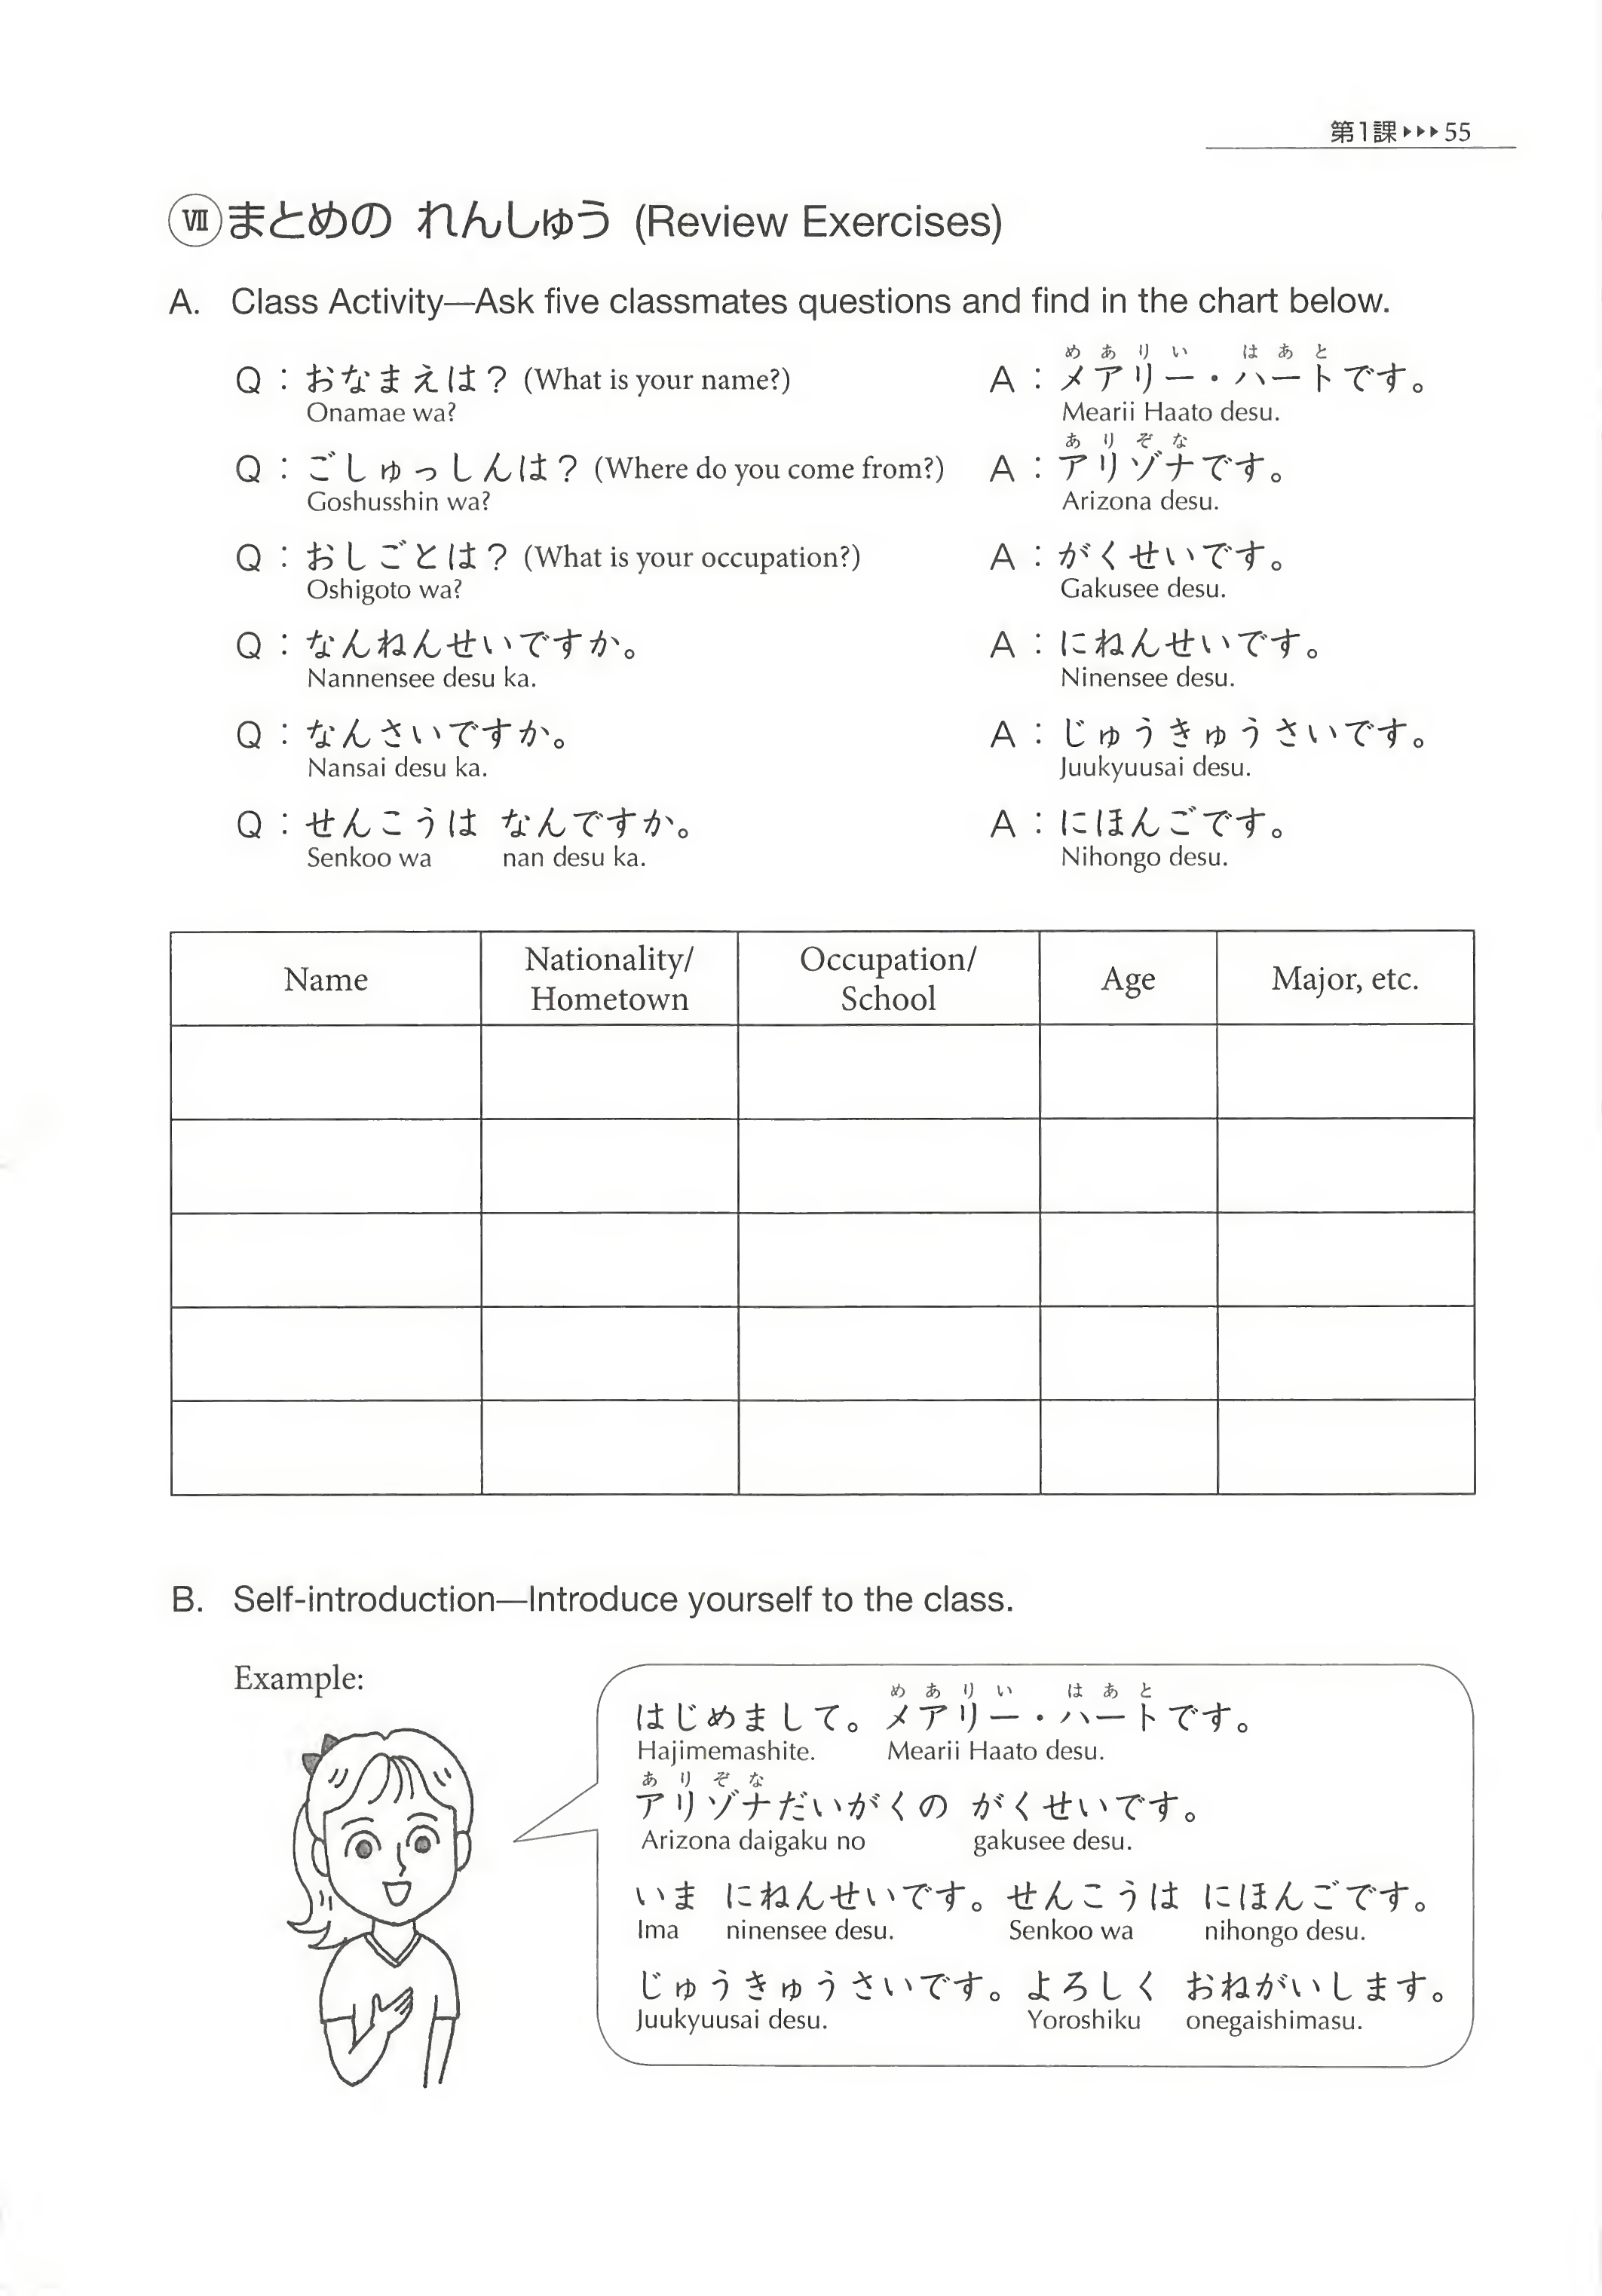 第1課▸▸▸55
Ⅶ まとめの れんしゅう (Review Exercises)
A. Class Activity—Ask five classmates questions and find in the chart below.
めありい はあと
Q：おなまえは？ (What is your name?) A：メアリー・ハートです。
Onamae wa? Mearii Haato desu.
ありぞな
Q：ごしゅっしんは？ (Where do you come from?) A：アリゾナです。
Goshusshin wa? Arizona desu.
Q：おしごとは？ (What is your occupation?) A：がくせいです。
Oshigoto wa? Gakusee desu.
Q：なんねんせいですか。 A：にねんせいです。
Nannensee desu ka. Ninensee desu.
Q：なんさいですか。 A：じゅうきゅうさいです。
Nansai desu ka. Juukyuusai desu.
Q：せんこうは なんですか。 A：にほんごです。
Senkoo wa nan desu ka. Nihongo desu.
Name Nationality/ Occupation/ Age Major, etc.
Hometown School
B. Self-introduction—Introduce yourself to the class.
Example:
めありい はあと
はじめまして。メアリー・ハートです。
Hajimemashite. Mearii Haato desu.
ありぞな
アリゾナだいがくの がくせいです。
Arizona daigaku no gakusee desu.
いま にねんせいです。せんこうは にほんごです。
Ima ninensee desu. Senkoo wa nihongo desu.
じゅうきゅうさいです。よろしく おねがいします。
Juukyuusai desu. Yoroshiku onegaishimasu.